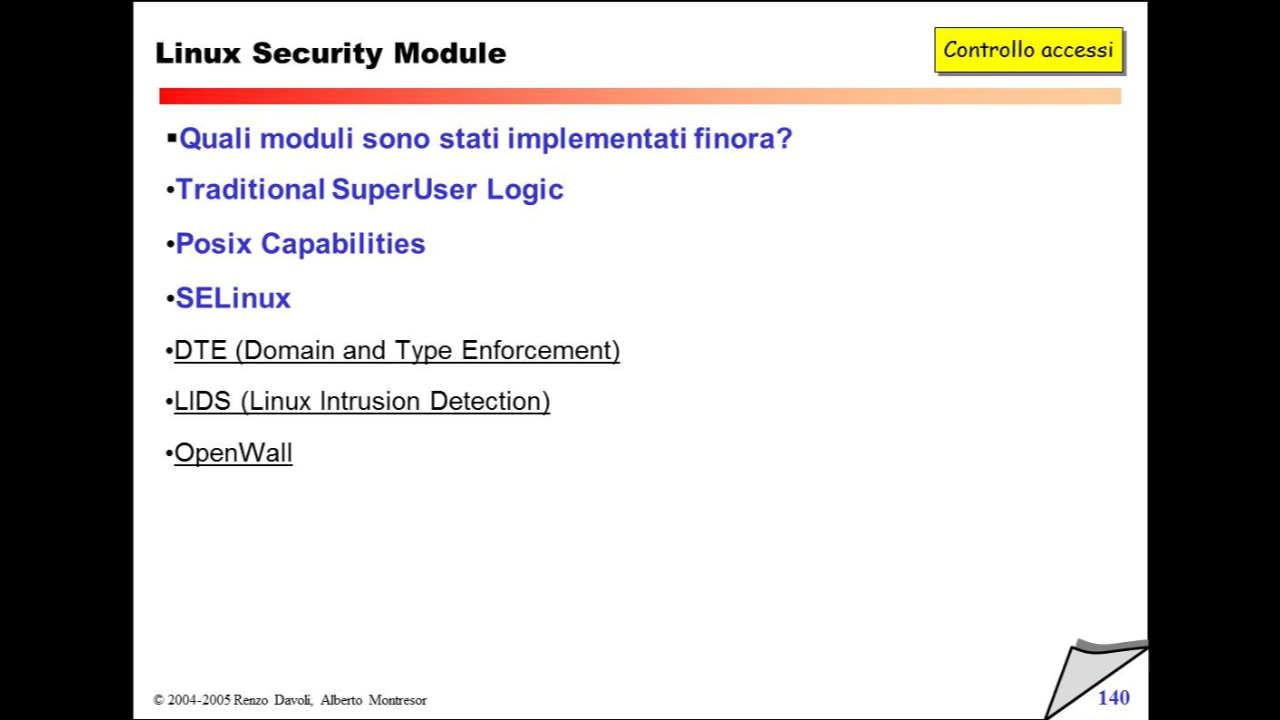 Linux Security Module
Controllo accessi
▪Quali moduli sono stati implementati finora?
•Traditional SuperUser Logic
•Posix Capabilities
•SELinux
•DTE (Domain and Type Enforcement)
•LIDS (Linux Intrusion Detection)
•OpenWall
© 2004-2005 Renzo Davoli, Alberto Montresor
140